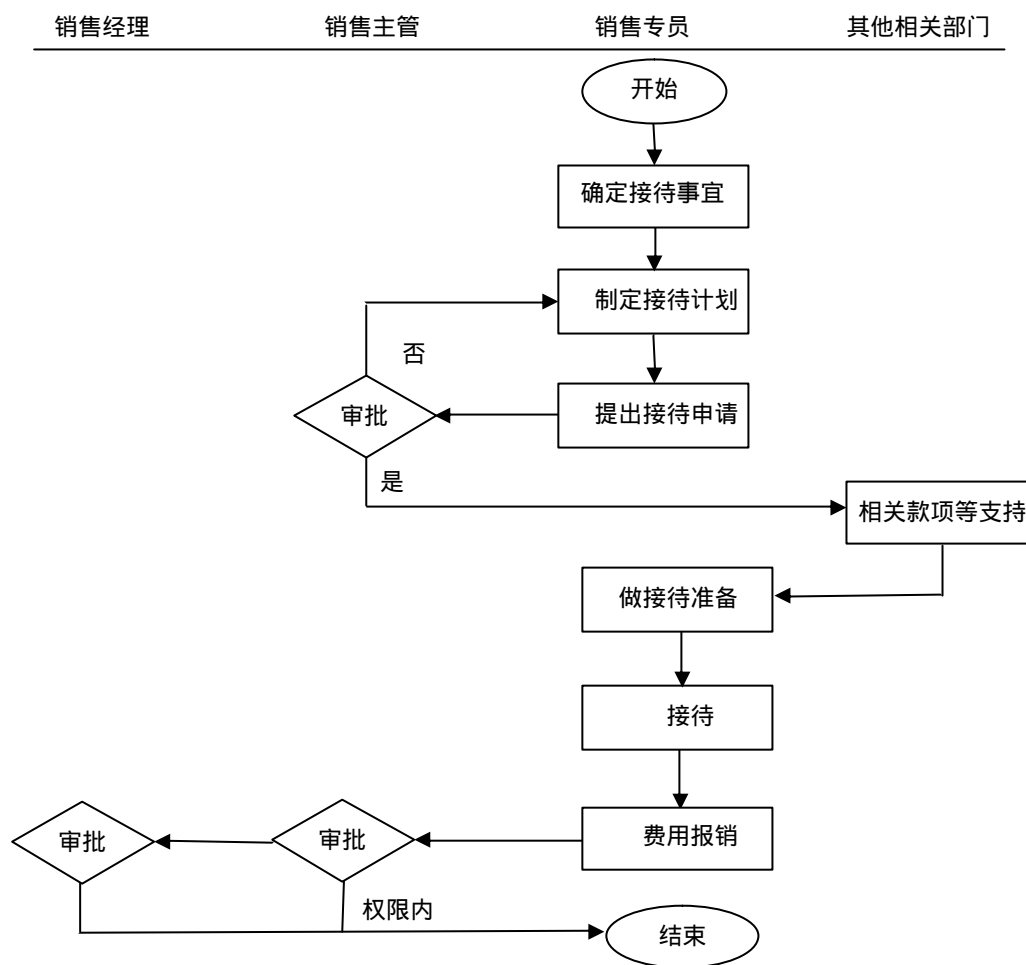 销售经理 销售主管 销售专员 其他相关部门
开始
确定接待事宜
制定接待计划
否
审批 提出接待申请
是
相关款项等支持
做接待准备
接待
审批 审批 费用报销
权限内
结束